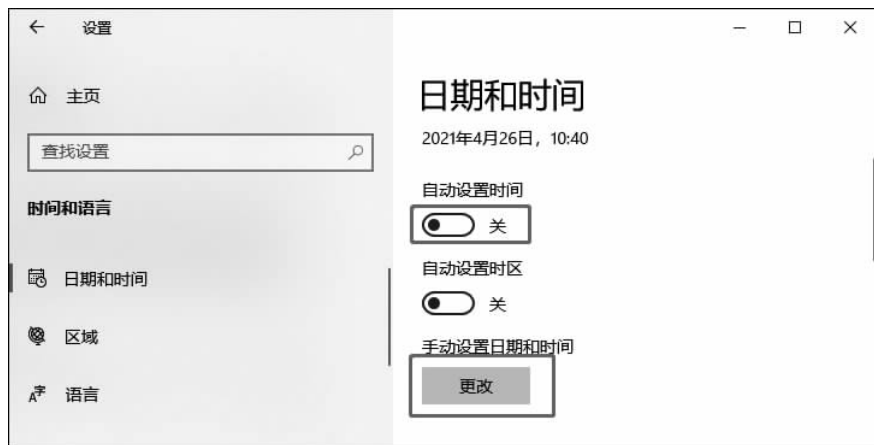 设置
主页
查找设置
时间和语言
日期和时间
区域
语言
日期和时间
2021年4月26日，10:40
自动设置时间
关
自动设置时区
关
手动设置日期和时间
更改